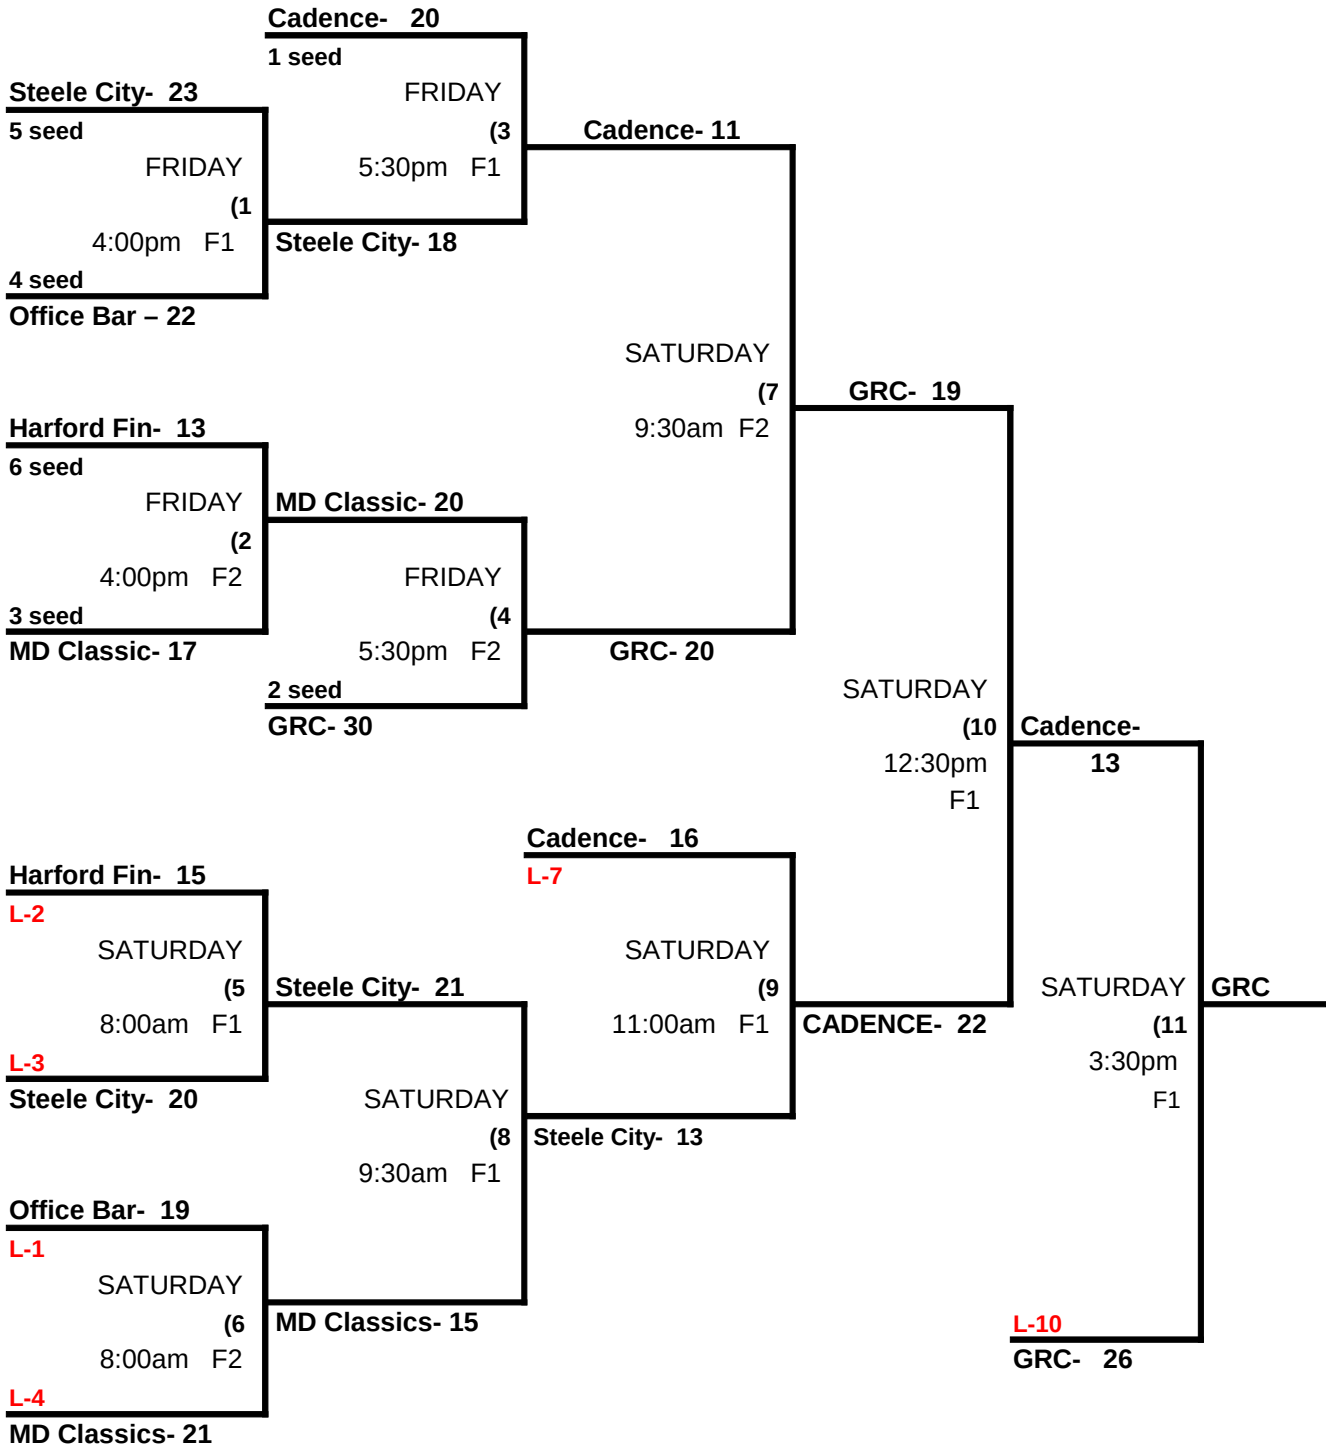 Cadence- 20
1 seed
Steele City- 23
FRIDAY
5 seed
(3
Cadence- 11
FRIDAY
5:30pm F1
(1
4:00pm F1
Steele City- 18
4 seed
Office Bar – 22
SATURDAY
(7
GRC- 19
Harford Fin- 13
9:30am F2
6 seed
FRIDAY
MD Classic- 20
(2
4:00pm F2
FRIDAY
3 seed
(4
MD Classic- 17
5:30pm F2
GRC- 20
2 seed
SATURDAY
GRC- 30
(10
Cadence-
12:30pm
13
F1
Cadence- 16
Harford Fin- 15
L-7
L-2
SATURDAY
SATURDAY
(5
Steele City- 21
(9
SATURDAY
GRC
8:00am F1
11:00am F1
CADENCE- 22
(11
L-3
3:30pm
Steele City- 20
SATURDAY
F1
(8
Steele City- 13
9:30am F1
Office Bar- 19
L-1
SATURDAY
(6
MD Classics- 15
L-10
8:00am F2
GRC- 26
L-4
MD Classics- 21